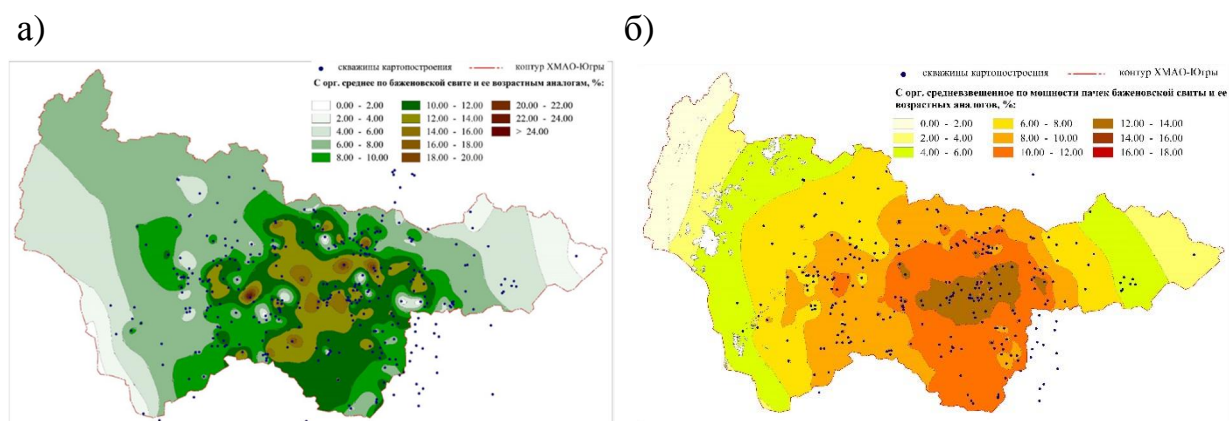 а)
б)
скважины картопостроения
контур ХМАО-Югры
С орг. среднее по баженовской свите и ее возрастным аналогам, %:
0.00 - 2.00
2.00 - 4.00
4.00 - 6.00
6.00 - 8.00
8.00 - 10.00
10.00 - 12.00
12.00 - 14.00
14.00 - 16.00
16.00 - 18.00
18.00 - 20.00
20.00 - 22.00
22.00 - 24.00
> 24.00
скважины картопостроения
контур ХМАО-Югры
С орг. средневзвешенное по мощности пачек баженовской свиты и ее
возрастных аналогов, %:
0.00 - 2.00
2.00 - 4.00
4.00 - 6.00
6.00 - 8.00
8.00 - 10.00
10.00 - 12.00
12.00 - 14.00
14.00 - 16.00
16.00 - 18.00